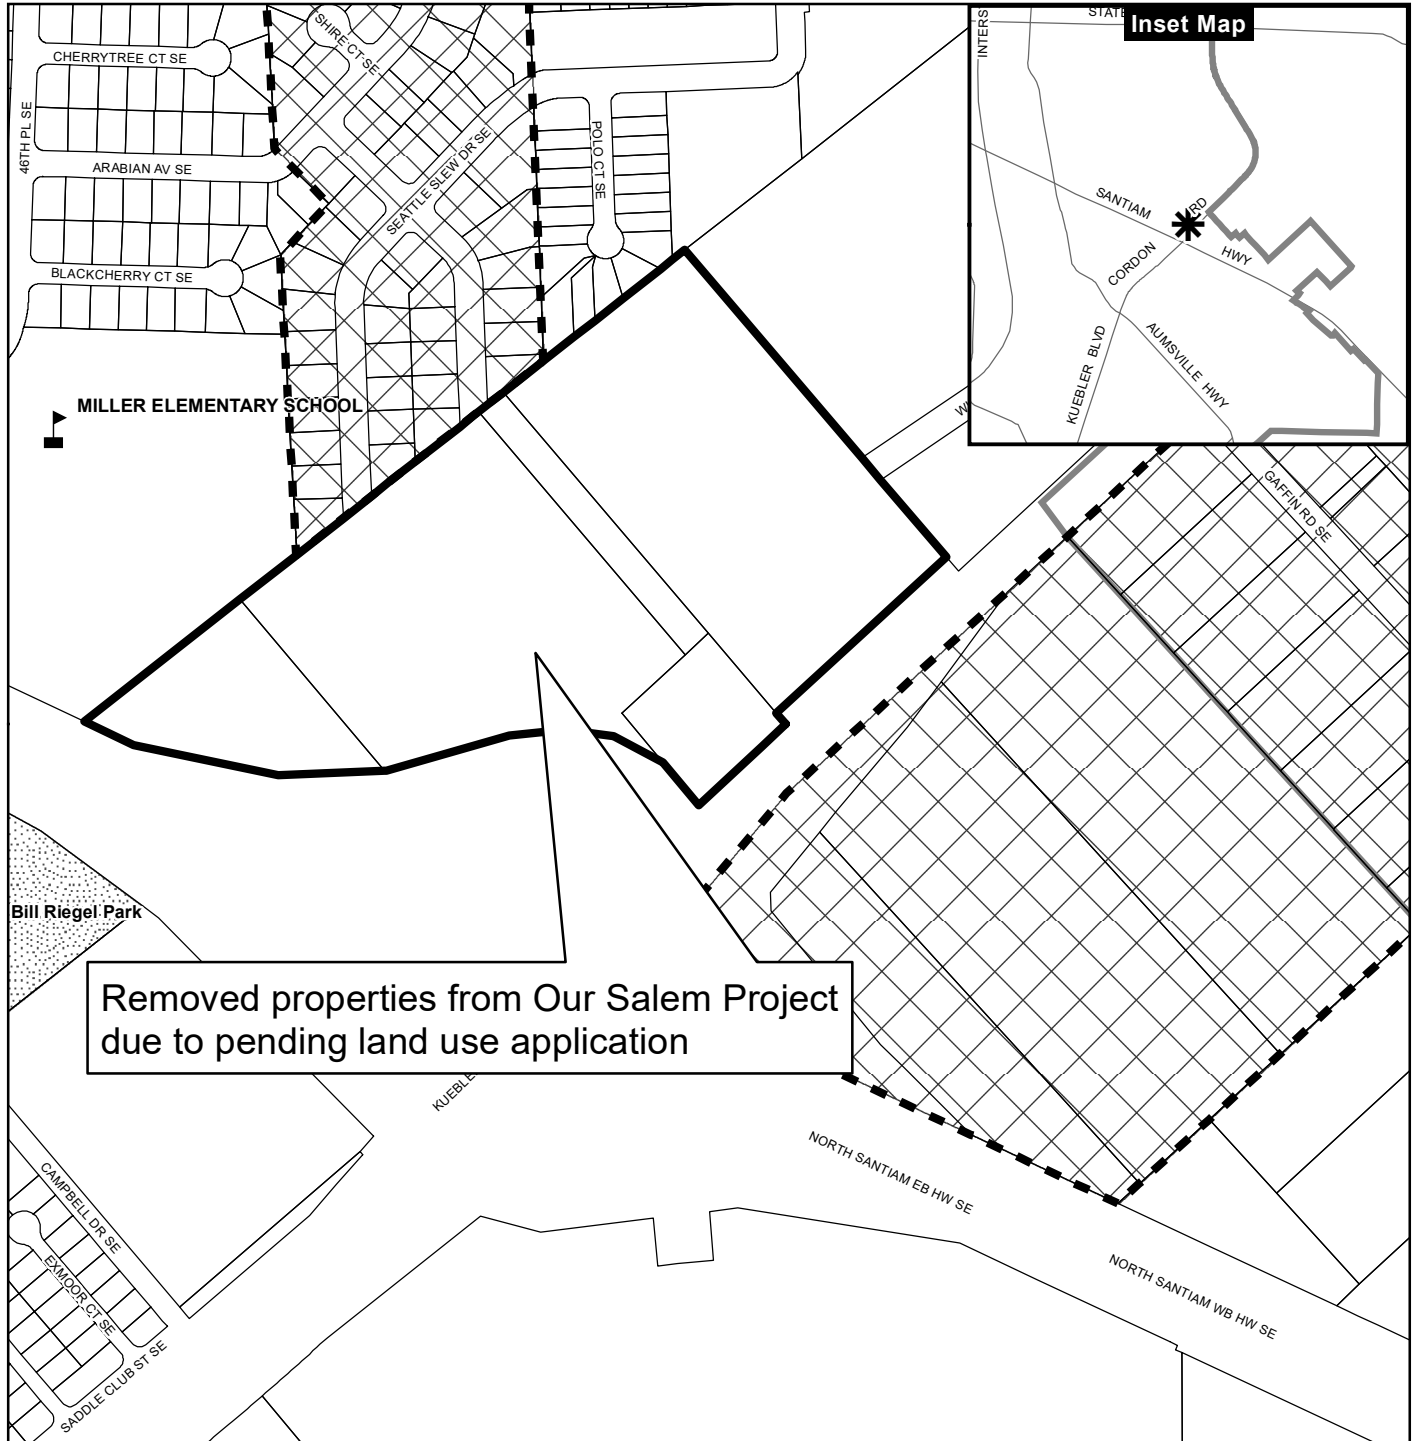 SHIRE CT SE
CHERRYTREE CT SE
46TH PL SE
ARABIAN AV SE
SEATTLE SLEW DR SE
POLO CT SE
BLACKCHERRY CT SE
MILLER ELEMENTARY SCHOOL
Inset Map
INTERS
STATE
SANTIAM
RD
HWY
CORDON
KUEBLER BLVD
AUMSVILLE HWY
GAFFIN RD SE
Bill Riegel Park
Removed properties from Our Salem Project
due to pending land use application
KUEBLE
NORTH SANTIAM EB HW SE
NORTH SANTIAM WB HW SE
CAMPBELL DR SE
EXMOOR CT SE
SADDLE CLUB ST SE